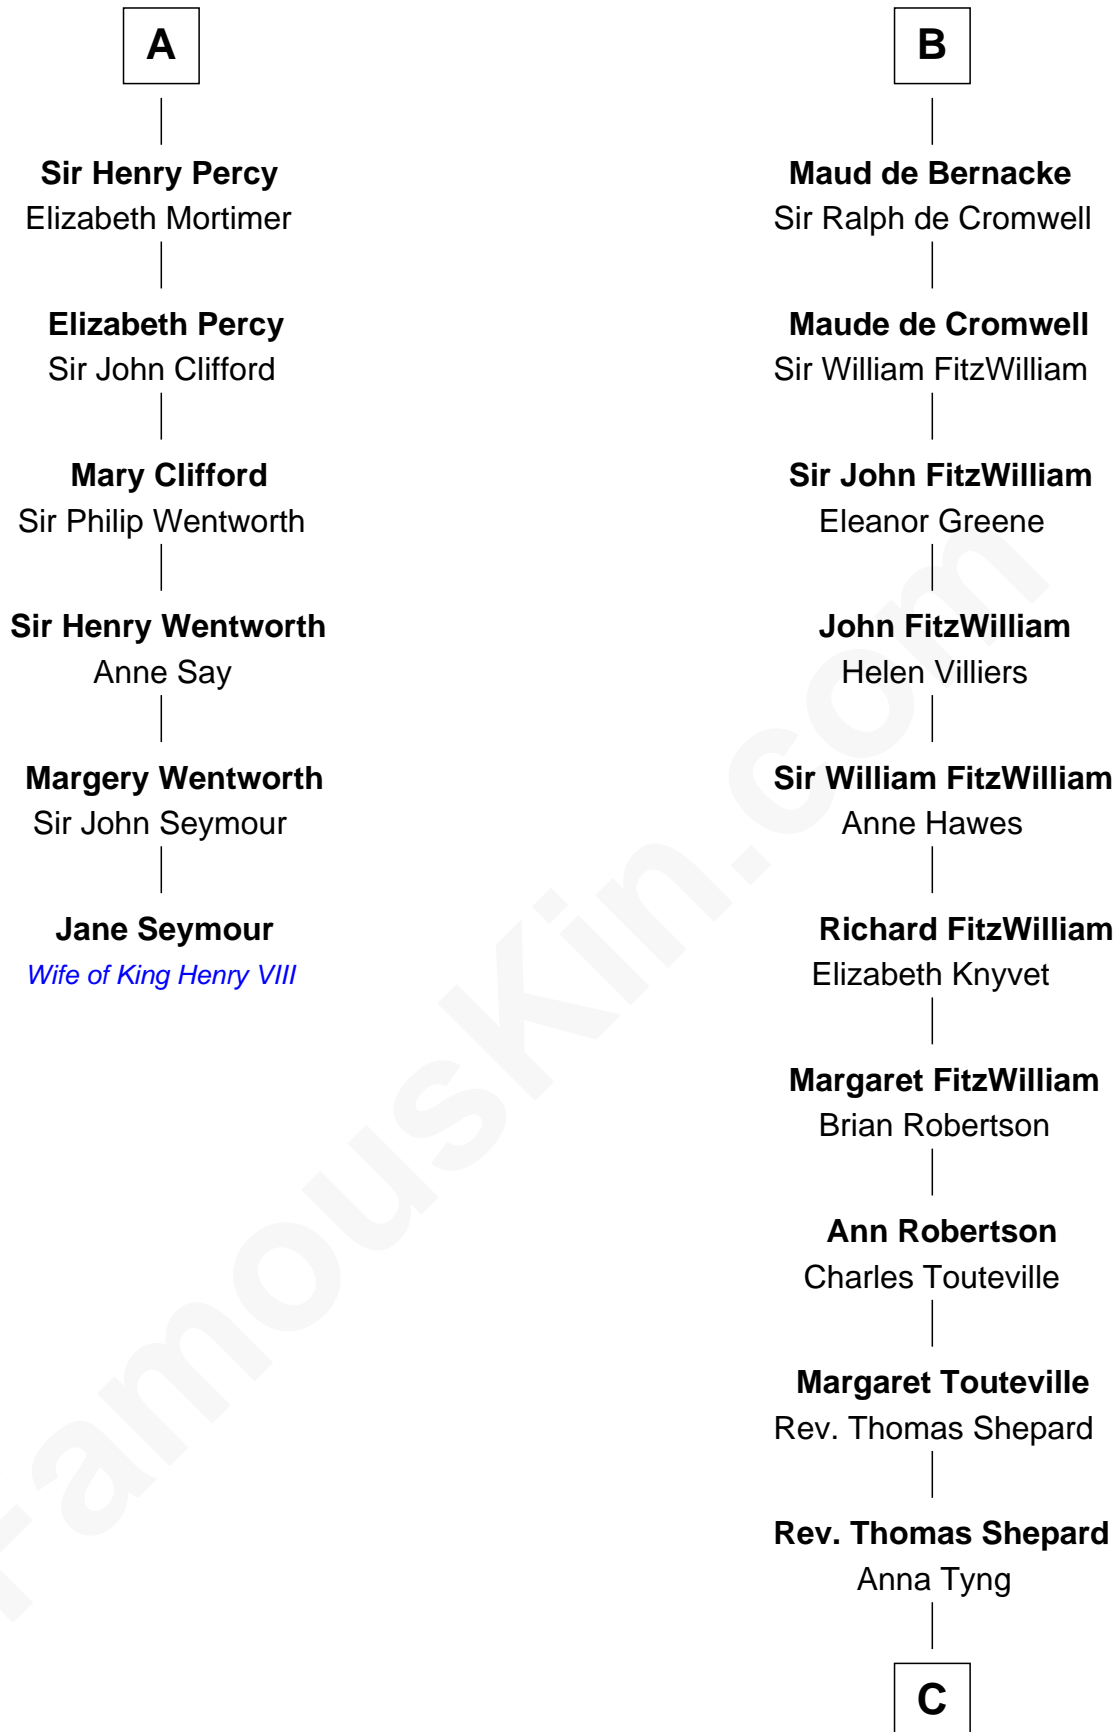 A
Sir Henry Percy
Elizabeth Mortimer
Elizabeth Percy
Sir John Clifford
Mary Clifford
Sir Philip Wentworth
Sir Henry Wentworth
Anne Say
Margery Wentworth
Sir John Seymour
Jane Seymour
Wife of King Henry VIII
B
Maud de Bernacke
Sir Ralph de Cromwell
Maude de Cromwell
Sir William FitzWilliam
Sir John FitzWilliam
Eleanor Greene
John FitzWilliam
Helen Villiers
Sir William FitzWilliam
Anne Hawes
Richard FitzWilliam
Elizabeth Knyvet
Margaret FitzWilliam
Brian Robertson
Ann Robertson
Charles Touteville
Margaret Touteville
Rev. Thomas Shepard
Rev. Thomas Shepard
Anna Tyng
C
FamousKin.com